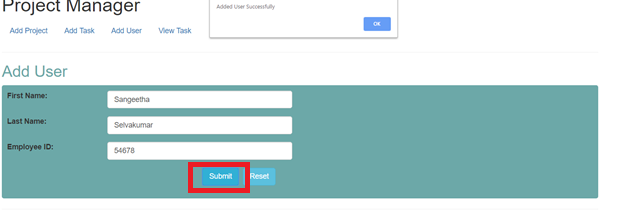 Project Manager
Added User Successfully
OK
Add Project Add Task Add User View Task
Add User
First Name: Sangeetha
Last Name: Selvakumar
Employee ID: 54678
Submit Reset